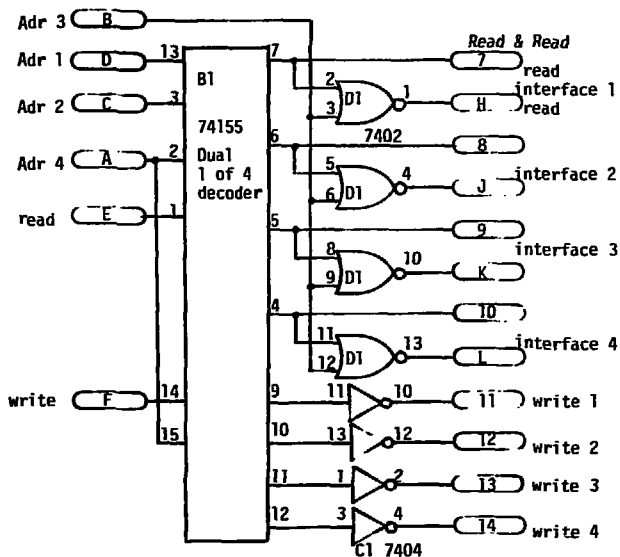 Adr 3 B
Read & Read
Adr 1 D 13 7 7 read
B1 2 D1 1 H interface 1
Adr 2 C 3 3 read
74155 6 7402 8
Adr 4 A 2 Dual 5 D1 4 J interface 2
1 of 4 6
decoder
read E 1 5 9
8 D1 10 K interface 3
9
4 10
11 D1 13 L interface 4
12
write F 14 9 11 10 11 write 1
15 10 13 12 12 write 2
11 1 2 13 write 3
12 3 4 14 write 4
C1 7404